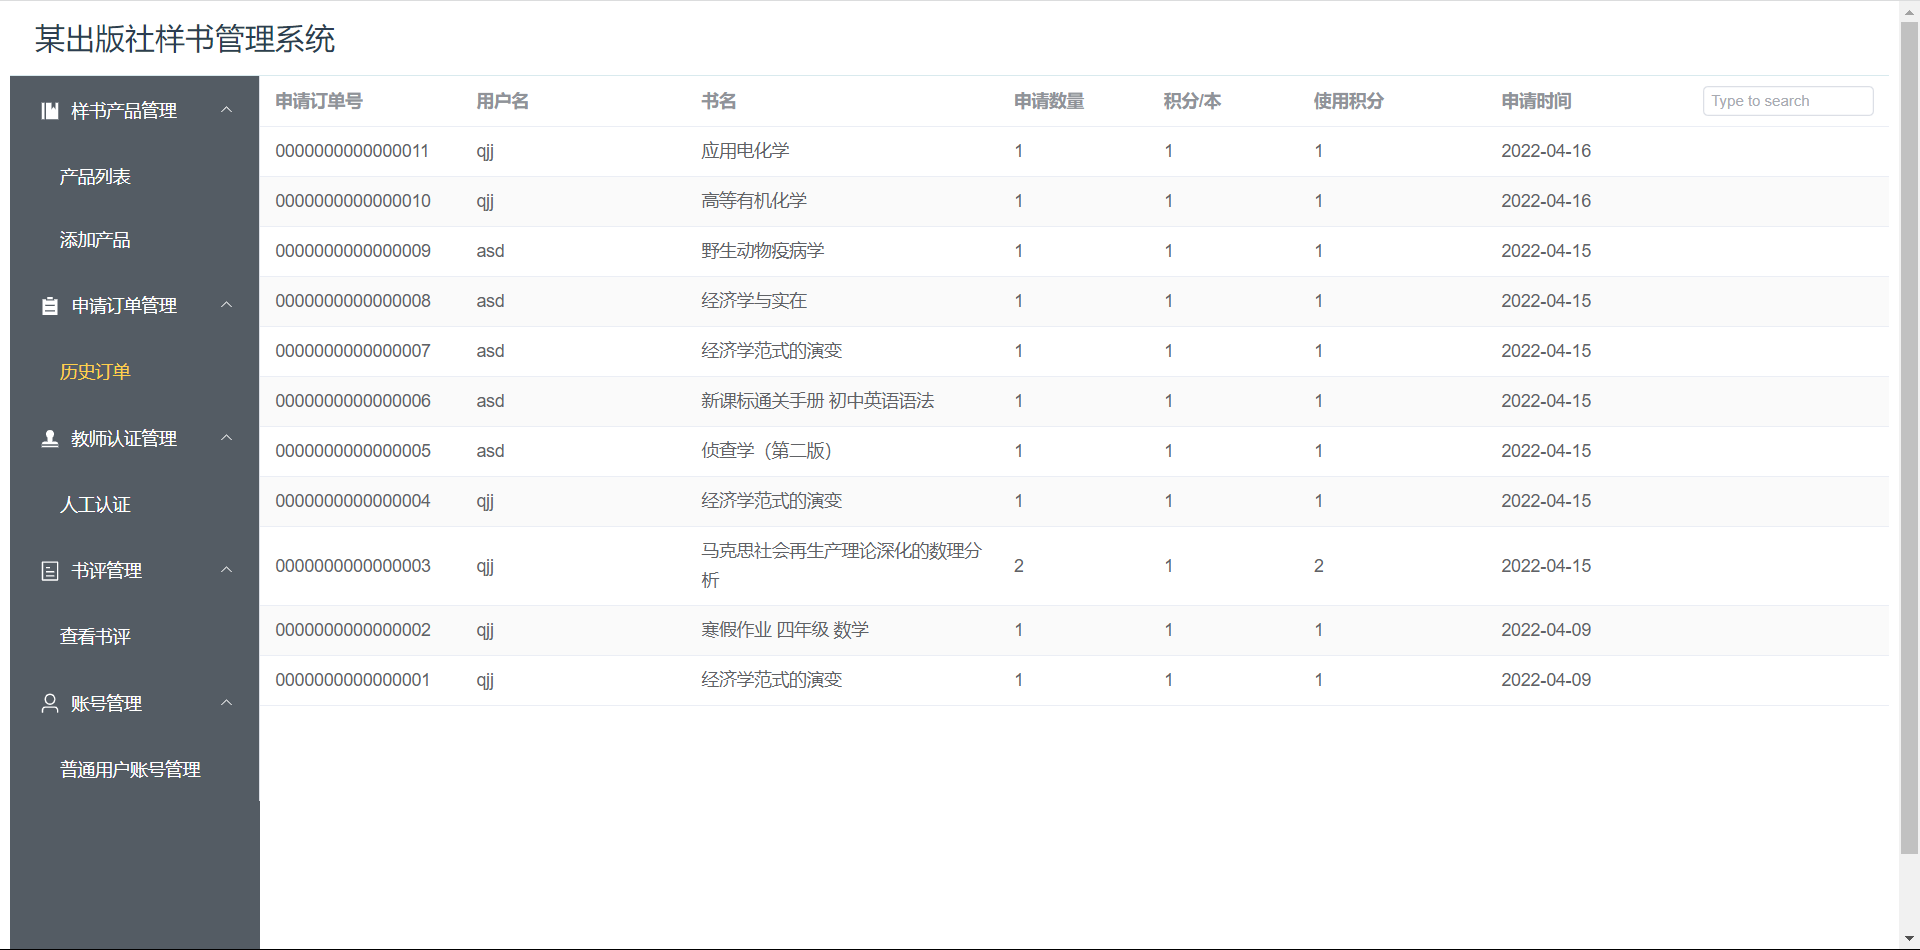 某出版社样书管理系统
样书产品管理
产品列表
添加产品
申请订单管理
历史订单
教师认证管理
人工认证
书评管理
查看书评
账号管理
普通用户账号管理
申请订单号 用户名 书名 申请数量 积分/本 使用积分 申请时间 Type to search
0000000000000011 qjj 应用电化学 1 1 1 2022-04-16
0000000000000010 qjj 高等有机化学 1 1 1 2022-04-16
0000000000000009 asd 野生动物疫病学 1 1 1 2022-04-15
0000000000000008 asd 经济学与实在 1 1 1 2022-04-15
0000000000000007 asd 经济学范式的演变 1 1 1 2022-04-15
0000000000000006 asd 新课标通关手册 初中英语语法 1 1 1 2022-04-15
0000000000000005 asd 侦查学（第二版） 1 1 1 2022-04-15
0000000000000004 qjj 经济学范式的演变 1 1 1 2022-04-15
0000000000000003 qjj 马克思社会再生产理论深化的数理分 2 1 2 2022-04-15
析
0000000000000002 qjj 寒假作业 四年级 数学 1 1 1 2022-04-09
0000000000000001 qjj 经济学范式的演变 1 1 1 2022-04-09